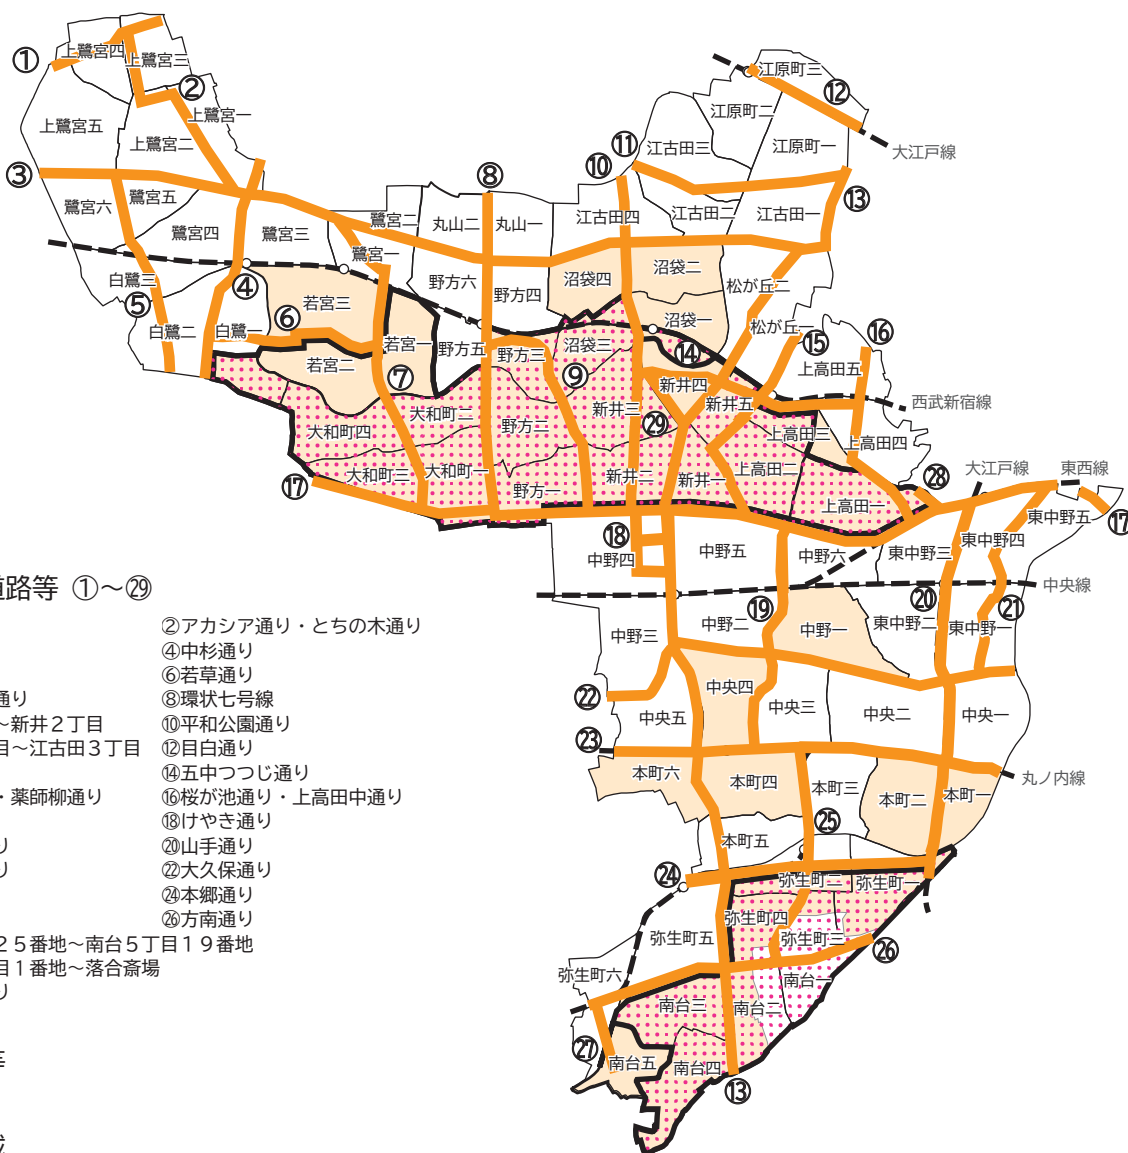 ①
上鷺宮四
上鷺宮三
②
上鷺宮一
上鷺宮五
上鷺宮二
③
鷺宮五
鷺宮六
鷺宮四
鷺宮三
鷺宮二
鷺宮一
⑧
丸山二
丸山一
⑩
⑪
江古田三
江原町三
江原町二
⑫
江原町一
大江戸線
⑬
江古田四
江古田二
江古田一
白鷺三
④
⑤
白鷺二
白鷺一
⑥
若宮三
若宮二
若宮一
⑦
野方六
野方四
野方五
野方三
沼袋四
沼袋二
沼袋一
沼袋三
⑨
⑭
松が丘二
松が丘一
⑮
⑯
上高田五
西武新宿線
新井四
新井五
新井三
㉙
上高田三
上高田四
大和町四
大和町二
野方二
大和町三
大和町一
野方一
新井二
新井一
上高田二
上高田一
⑰
㉘
大江戸線
東西線
東中野五
⑰
⑱
中野四
中野五
中野六
東中野三
東中野四
中央線
⑲
⑳
㉑
中野三
中野二
中野一
東中野二
東中野一
㉒
中央五
中央四
中央三
中央二
中央一
㉓
本町六
本町四
本町三
本町二
本町一
丸ノ内線
本町五
㉕
㉔
弥生町二
弥生町一
弥生町五
弥生町四
弥生町三
㉖
弥生町六
南台一
南台三
南台二
㉗
南台五
南台四
⑬
道路等 ①〜㉙
②アカシア通り・とちの木通り
④中杉通り
⑥若草通り
通り ⑧環状七号線
〜新井２丁目 ⑩平和公園通り
目〜江古田３丁目 ⑫目白通り
⑭五中つつじ通り
・薬師柳通り ⑯桜が池通り・上高田中通り
⑱けやき通り
り ⑳山手通り
り ㉒大久保通り
㉔本郷通り
㉖方南通り
２５番地〜南台５丁目１９番地
目１番地〜落合斎場
り